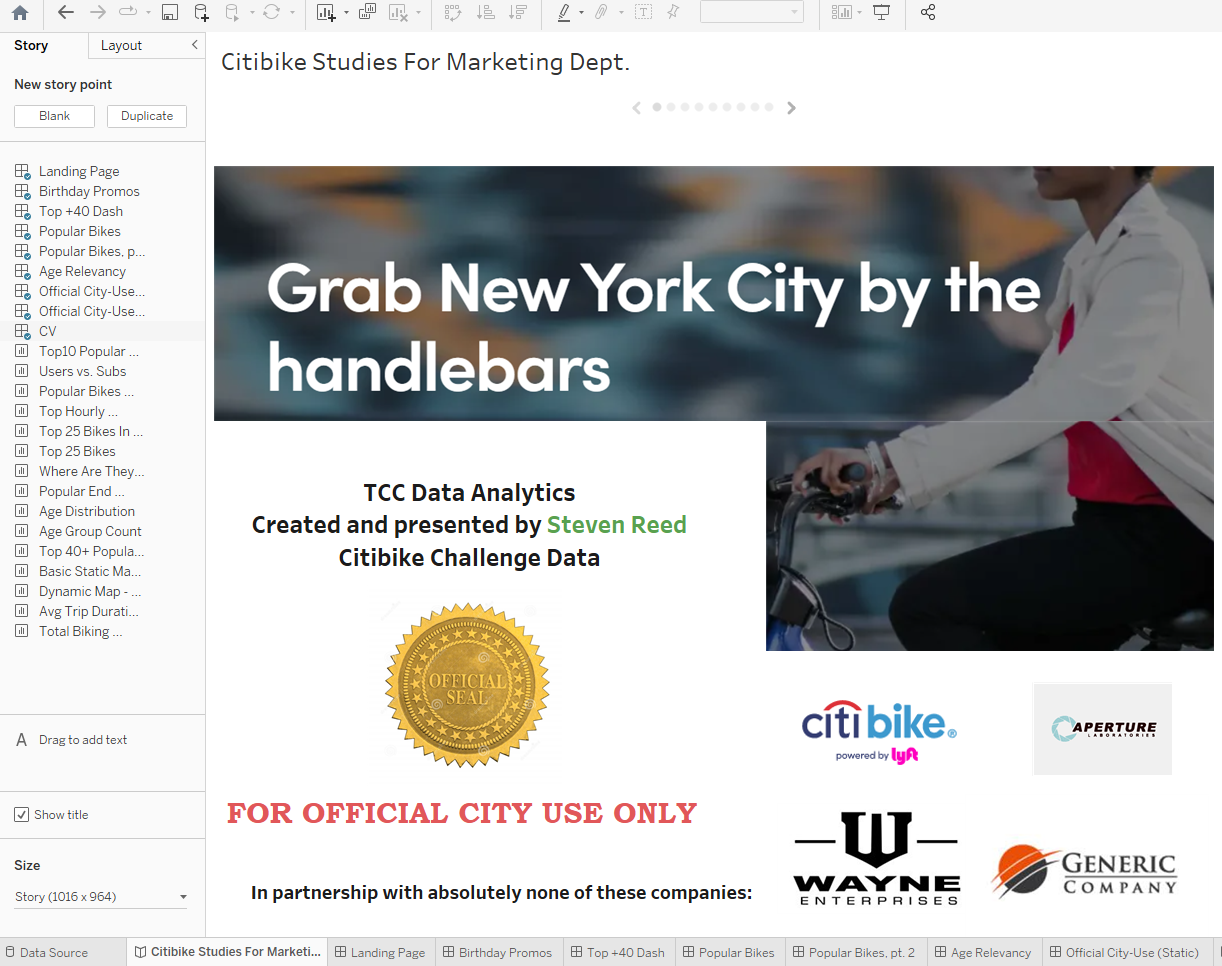 Story
Layout
New story point
Blank
Duplicate
Landing Page
Birthday Promos
Top +40 Dash
Popular Bikes
Popular Bikes, p...
Age Relevancy
Official City-Use...
Official City-Use...
CV
Top10 Popular ...
Users vs. Subs
Popular Bikes ...
Top Hourly ...
Top 25 Bikes In ...
Top 25 Bikes
Where Are They...
Popular End ...
Age Distribution
Age Group Count
Top 40+ Popula...
Basic Static Ma...
Dynamic Map - ...
Avg Trip Durati...
Total Biking ...
A Drag to add text
Show title
Size
Story (1016 x 964)
Citibike Studies For Marketing Dept.
Grab New York City by the
handlebars
TCC Data Analytics
Created and presented by Steven Reed
Citibike Challenge Data
OFFICIAL
SEAL
FOR OFFICIAL CITY USE ONLY
In partnership with absolutely none of these companies:
citi bike®
powered by lyft
APERTURE
LABORATORIES
W
WAYNE
ENTERPRISES
GENERIC
COMPANY
Data Source
Citibike Studies For Marketi...
Landing Page
Birthday Promos
Top +40 Dash
Popular Bikes
Popular Bikes, pt. 2
Age Relevancy
Official City-Use (Static)